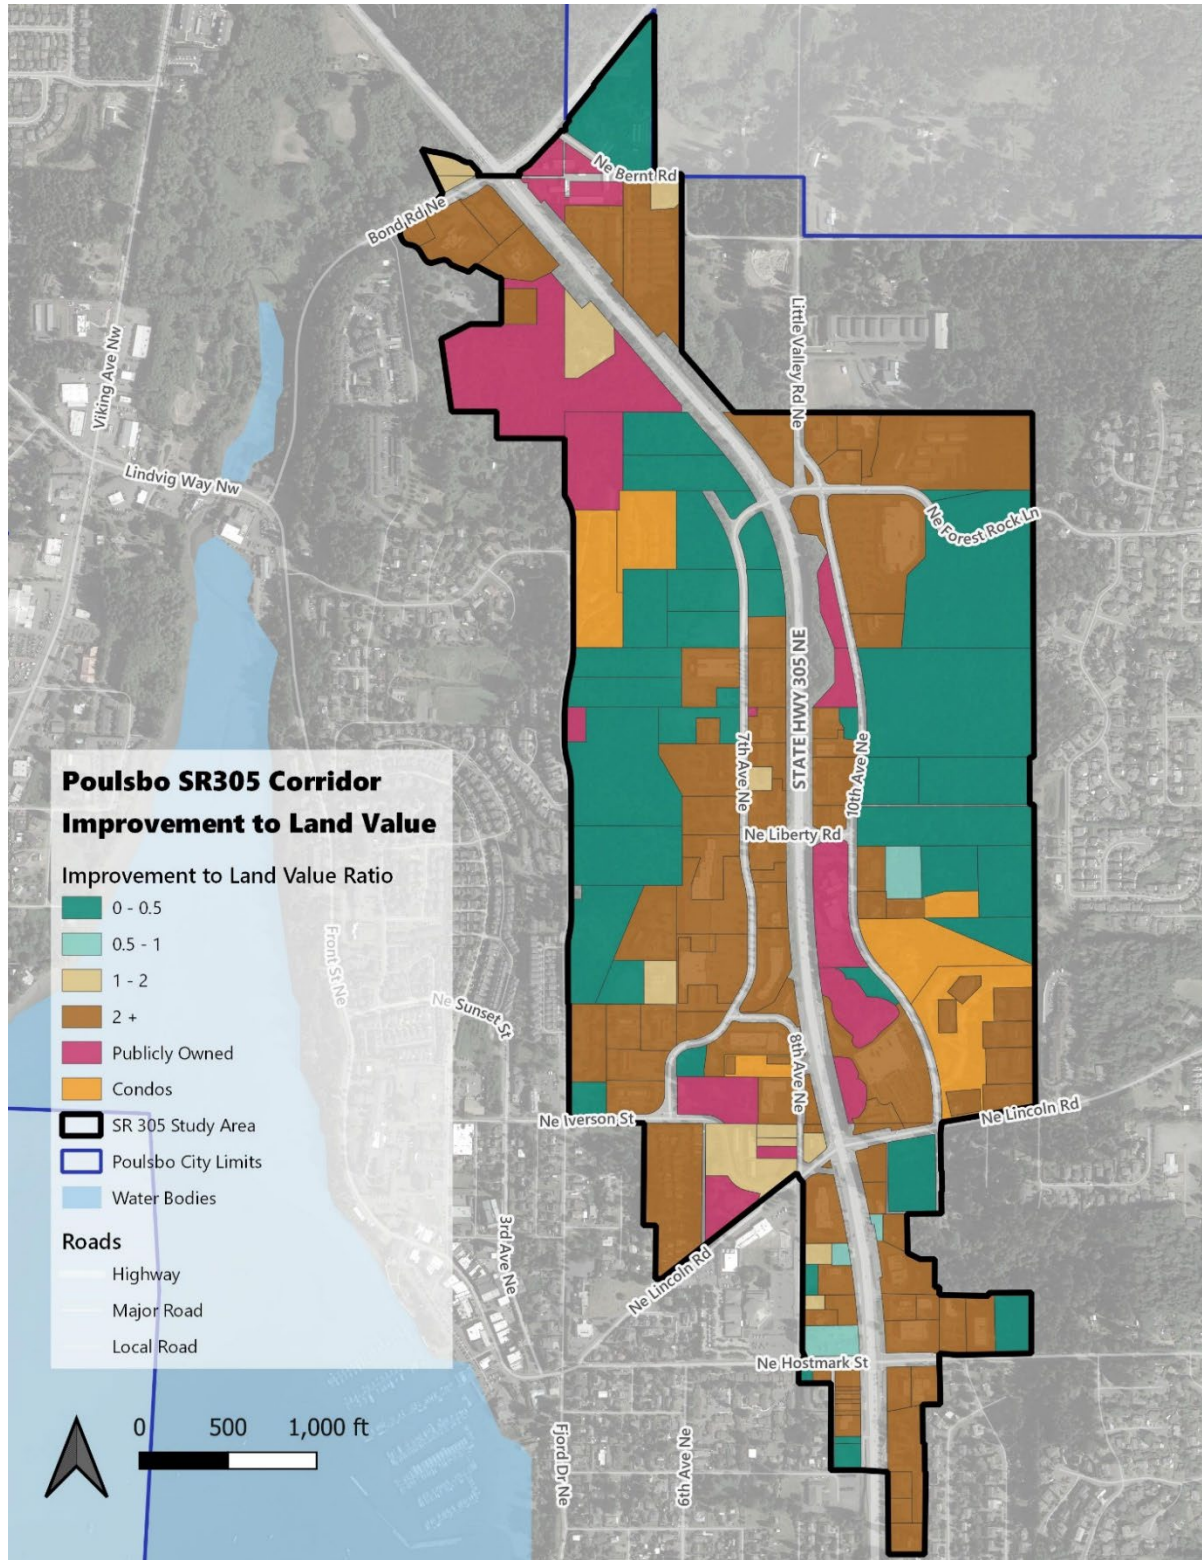 Ne Bernt Rd
Bond Rd Ne
Little Valley Rd Ne
Viking Ave Nw
Lindvig Way Nw
Ne Forest Rock Ln
STATE HWY 305 NE
7th Ave Ne
10th Ave Ne
Ne Liberty Rd
Poulsbo SR305 Corridor
Improvement to Land Value
Improvement to Land Value Ratio
0 - 0.5
0.5 - 1
1 - 2
2 +
Publicly Owned
Condos
SR 305 Study Area
Poulsbo City Limits
Water Bodies
Roads
Highway
Major Road
Local Road
Front St Ne
Ne Sunset St
8th Ave Ne
Ne Iverson St
Ne Lincoln Rd
3rd Ave Ne
Ne Lincoln Rd
Ne Hostmark St
Fjord Dr Ne
6th Ave Ne
0 500 1,000 ft